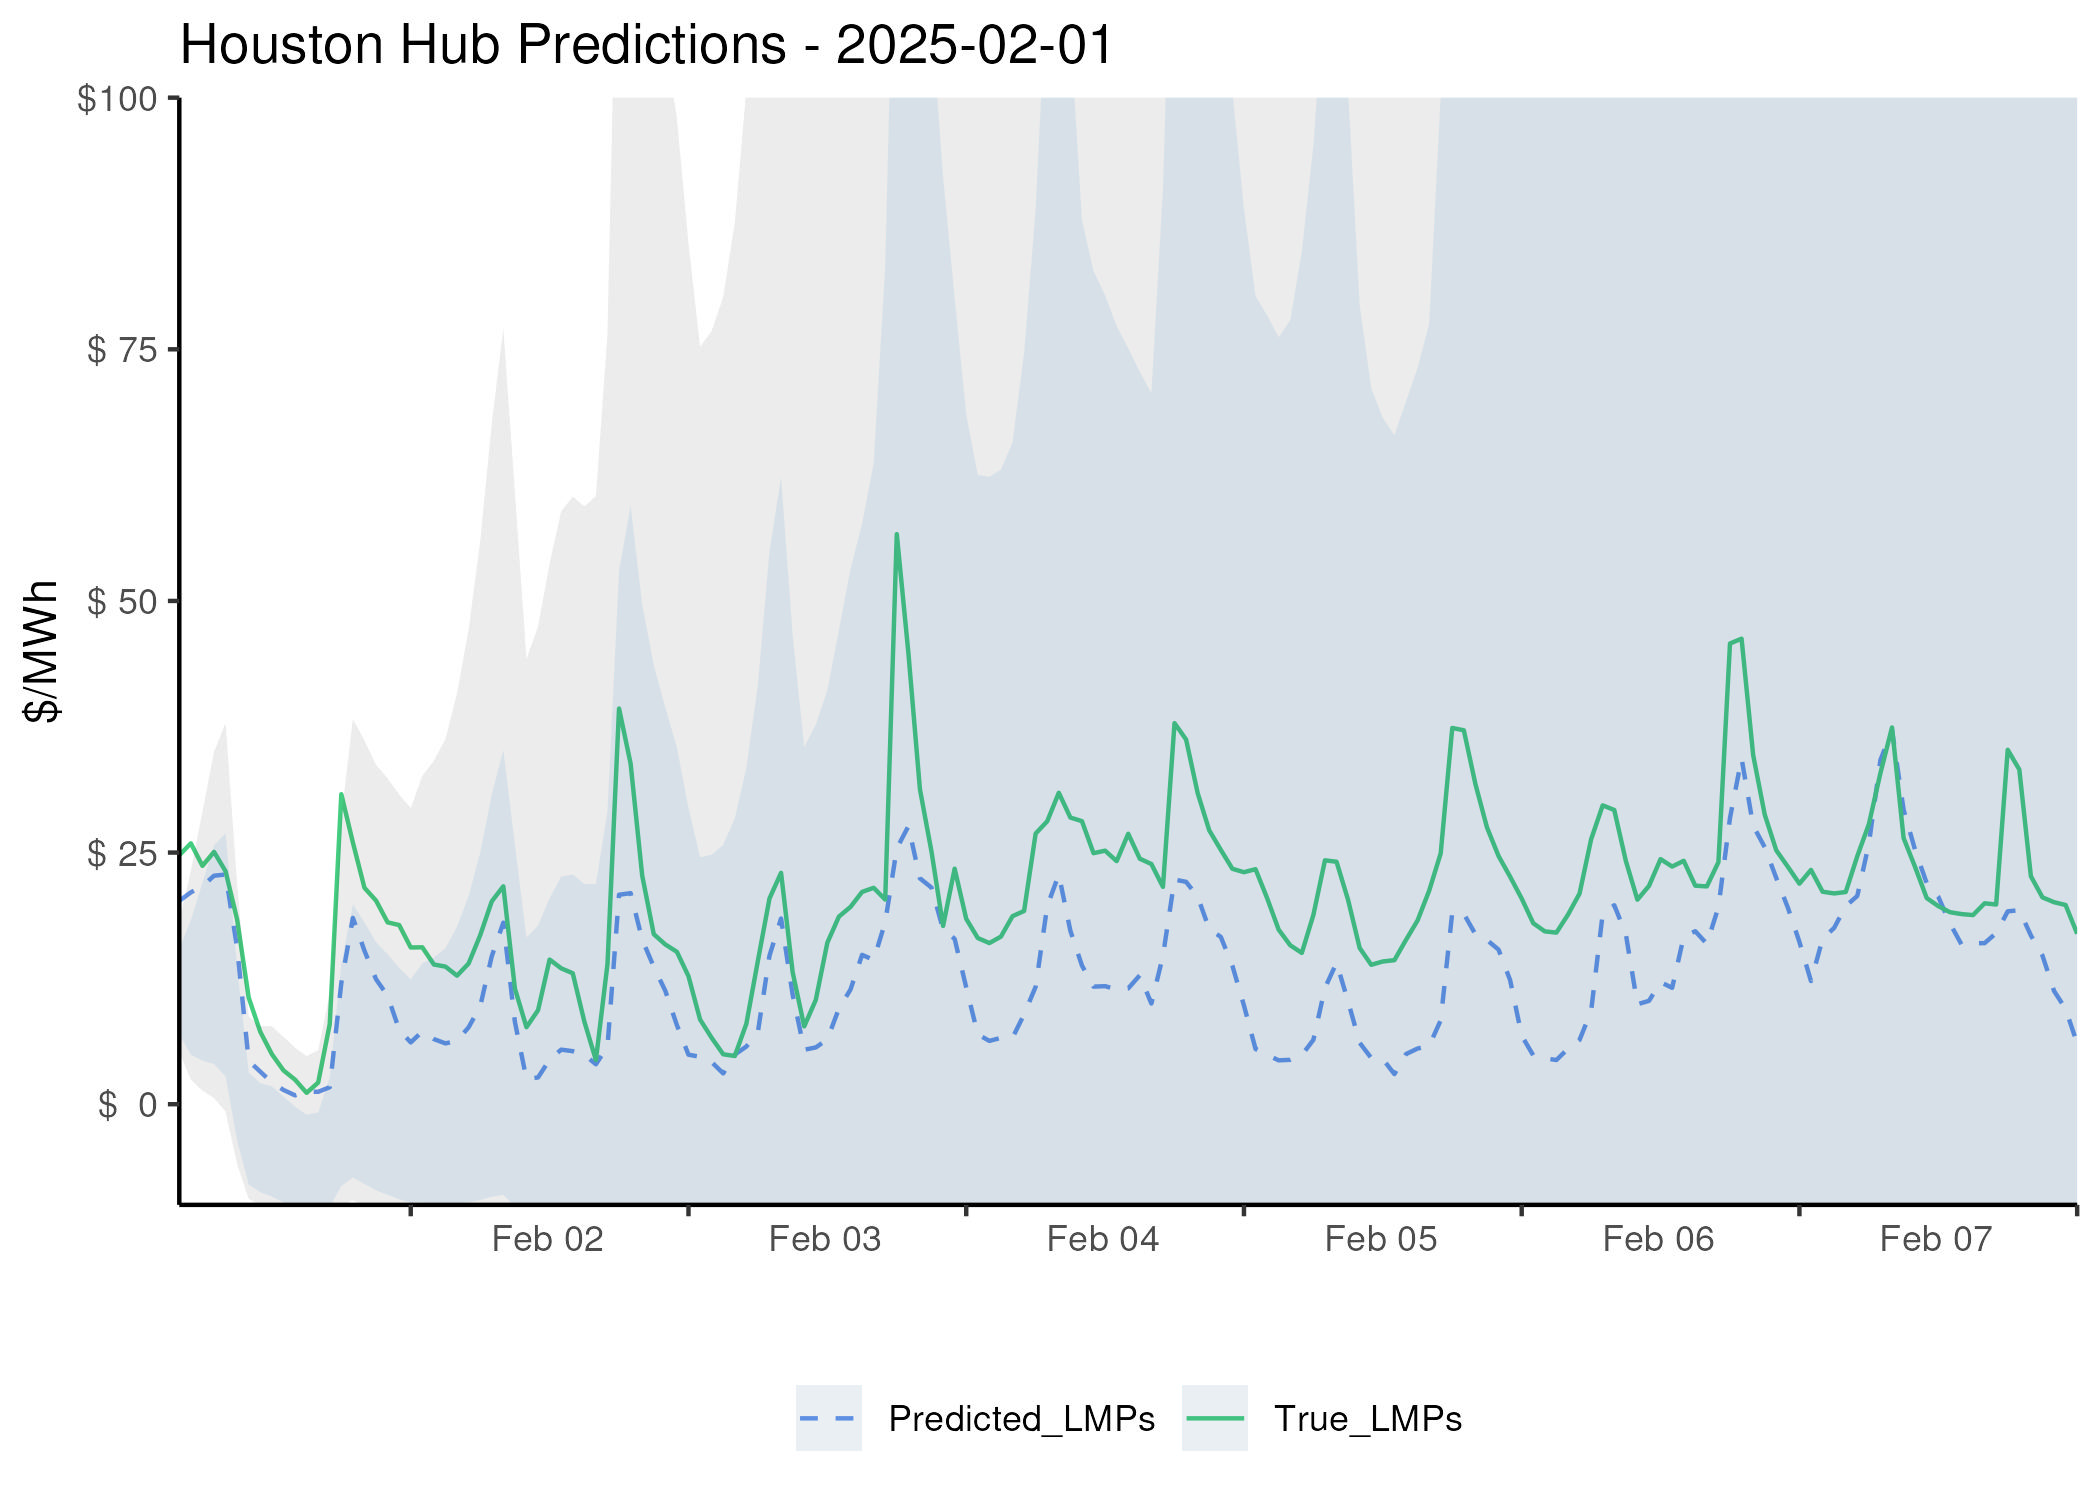 Houston Hub Predictions - 2025-02-01
$100
$ 75
$ 50
$ 25
$ 0
$/MWh
Feb 02
Feb 03
Feb 04
Feb 05
Feb 06
Feb 07
Predicted_LMPs
True_LMPs